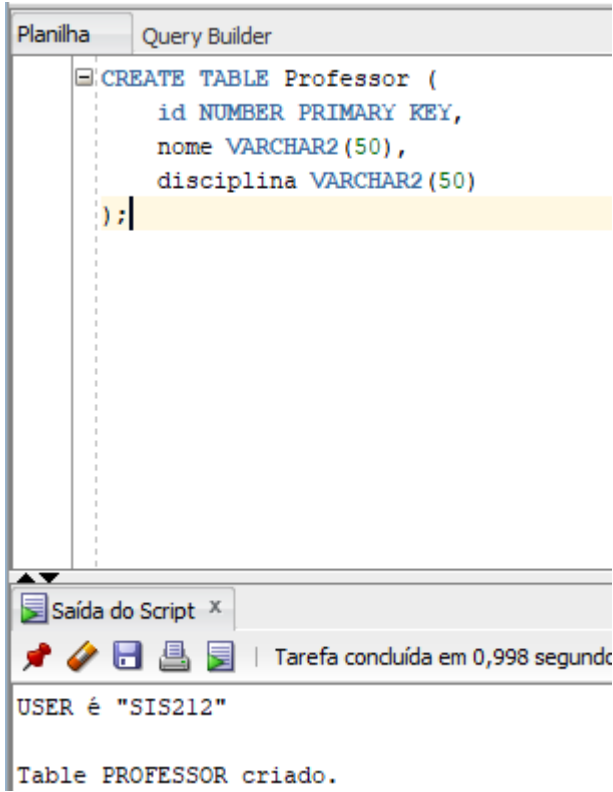 Planilha Query Builder
CREATE TABLE Professor (
id NUMBER PRIMARY KEY,
nome VARCHAR2(50),
disciplina VARCHAR2(50)
);
Saída do Script x
| Tarefa concluída em 0,998 segundo
USER é "SIS212"
Table PROFESSOR criado.